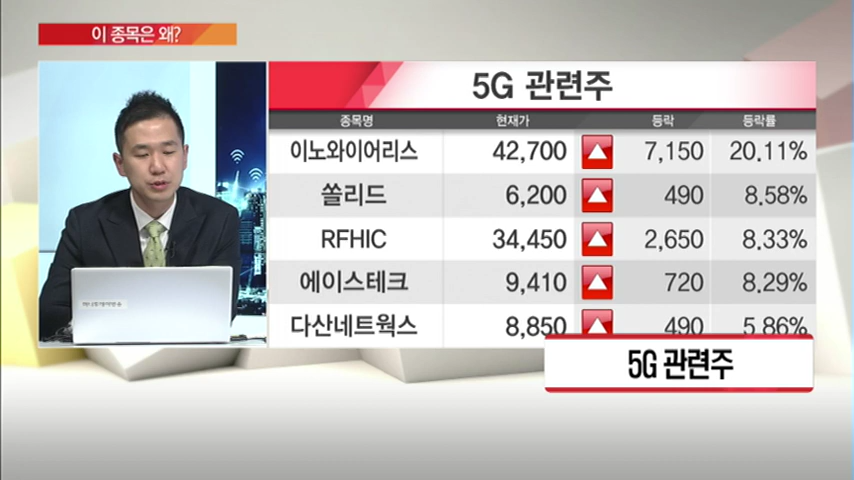 이 종목은 왜?
5G 관련주
종목명 현재가 등락 등락률
이노와이어리스 42,700 7,150 20.11%
쏠리드 6,200 490 8.58%
RFHIC 34,450 2,650 8.33%
에이스테크 9,410 720 8.29%
다산네트웍스 8,850 490 5.86%
5G 관련주